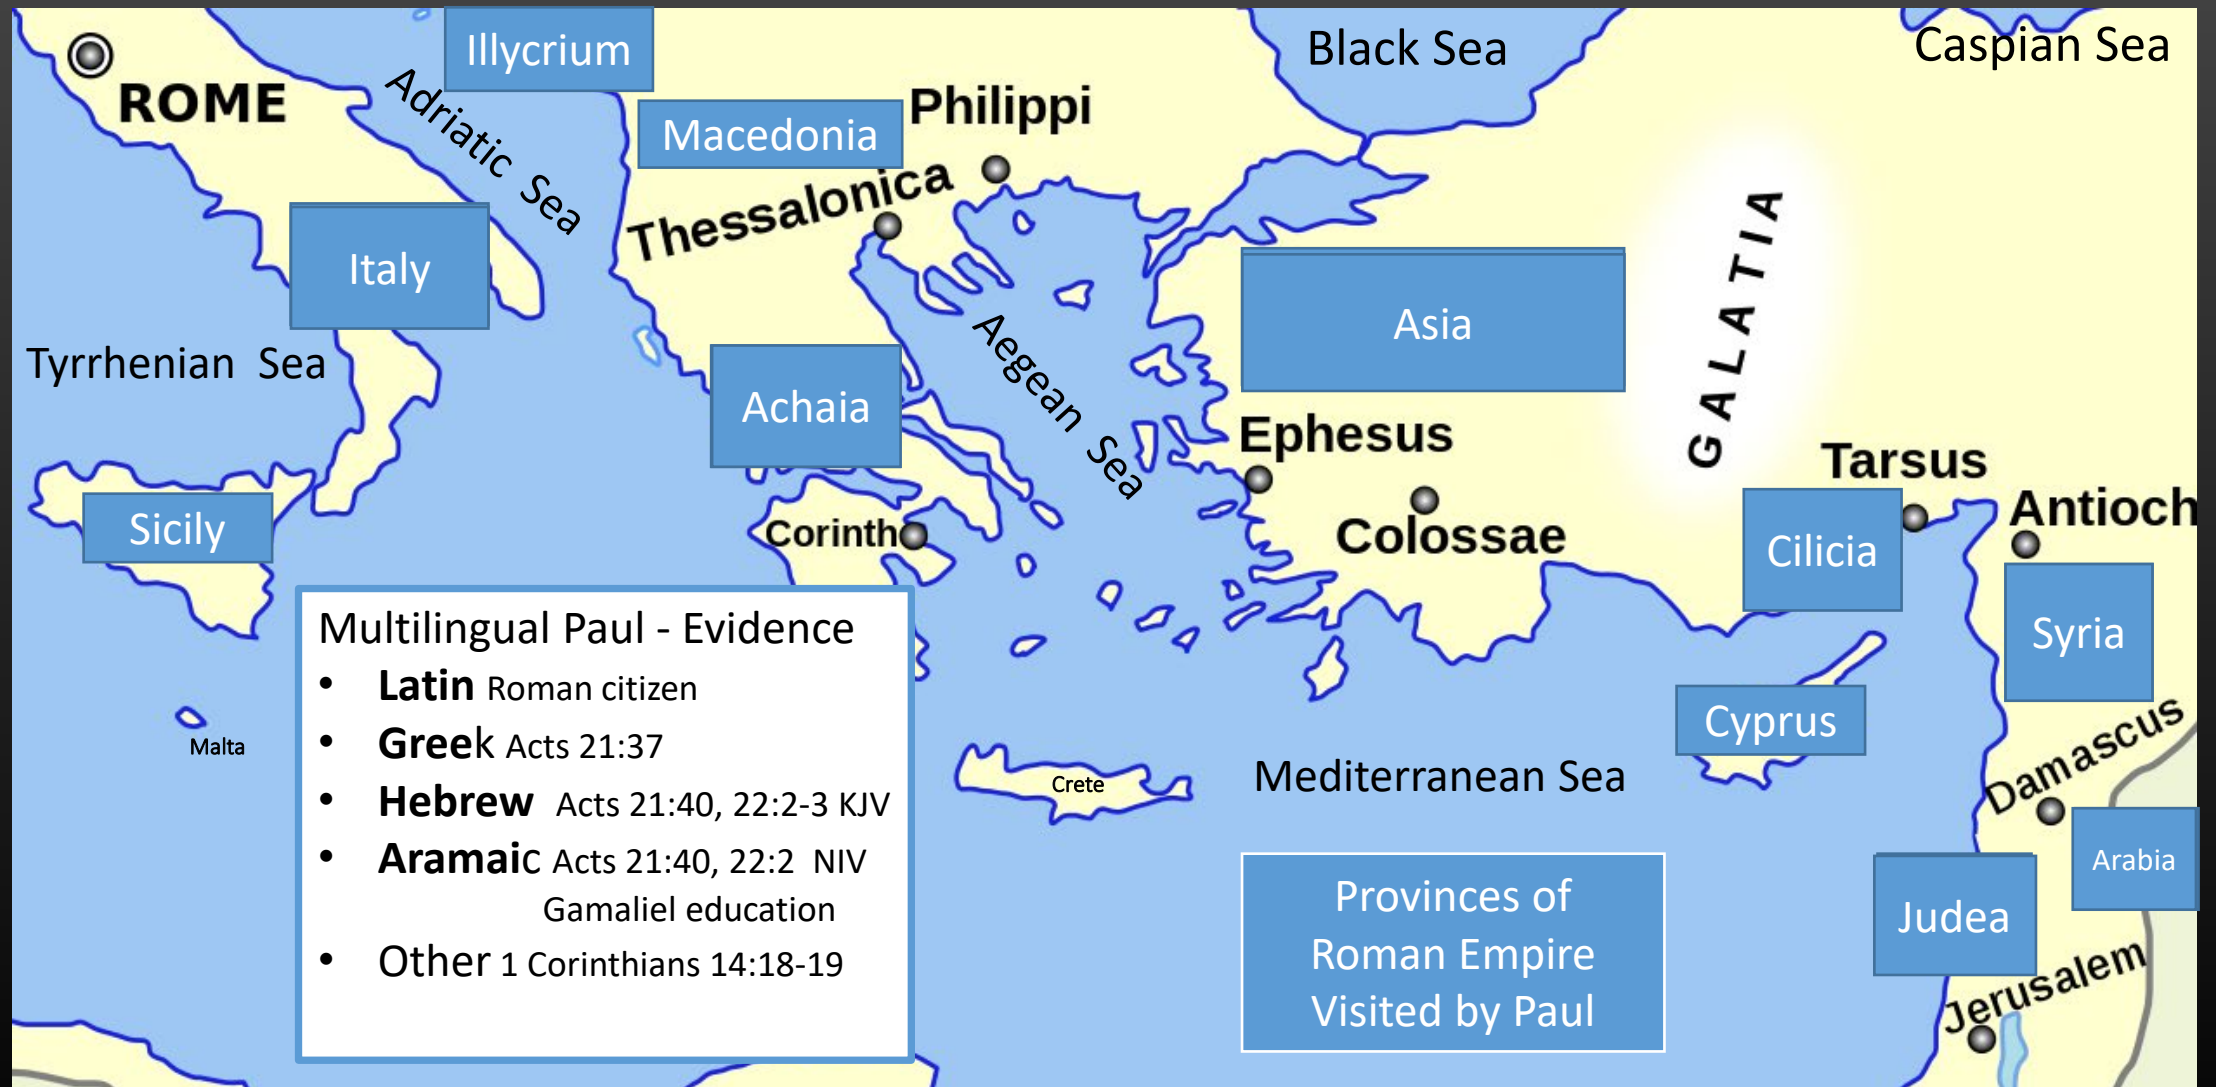 Illycrium
Black Sea
Caspian Sea
ROME
Adriatic Sea
Macedonia
Philippi
Thessalonica
Italy
Asia
GALATIA
Tyrrhenian Sea
Aegean Sea
Achaia
Ephesus
Tarsus
Sicily
Corinth
Colossae
Cilicia
Antioch
Syria
Multilingual Paul - Evidence
• Latin Roman citizen
• Greek Acts 21:37
• Hebrew Acts 21:40, 22:2-3 KJV
• Aramaic Acts 21:40, 22:2 NIV
Gamaliel education
• Other 1 Corinthians 14:18-19
Malta
Crete
Mediterranean Sea
Cyprus
Damascus
Arabia
Judea
Jerusalem
Provinces of
Roman Empire
Visited by Paul